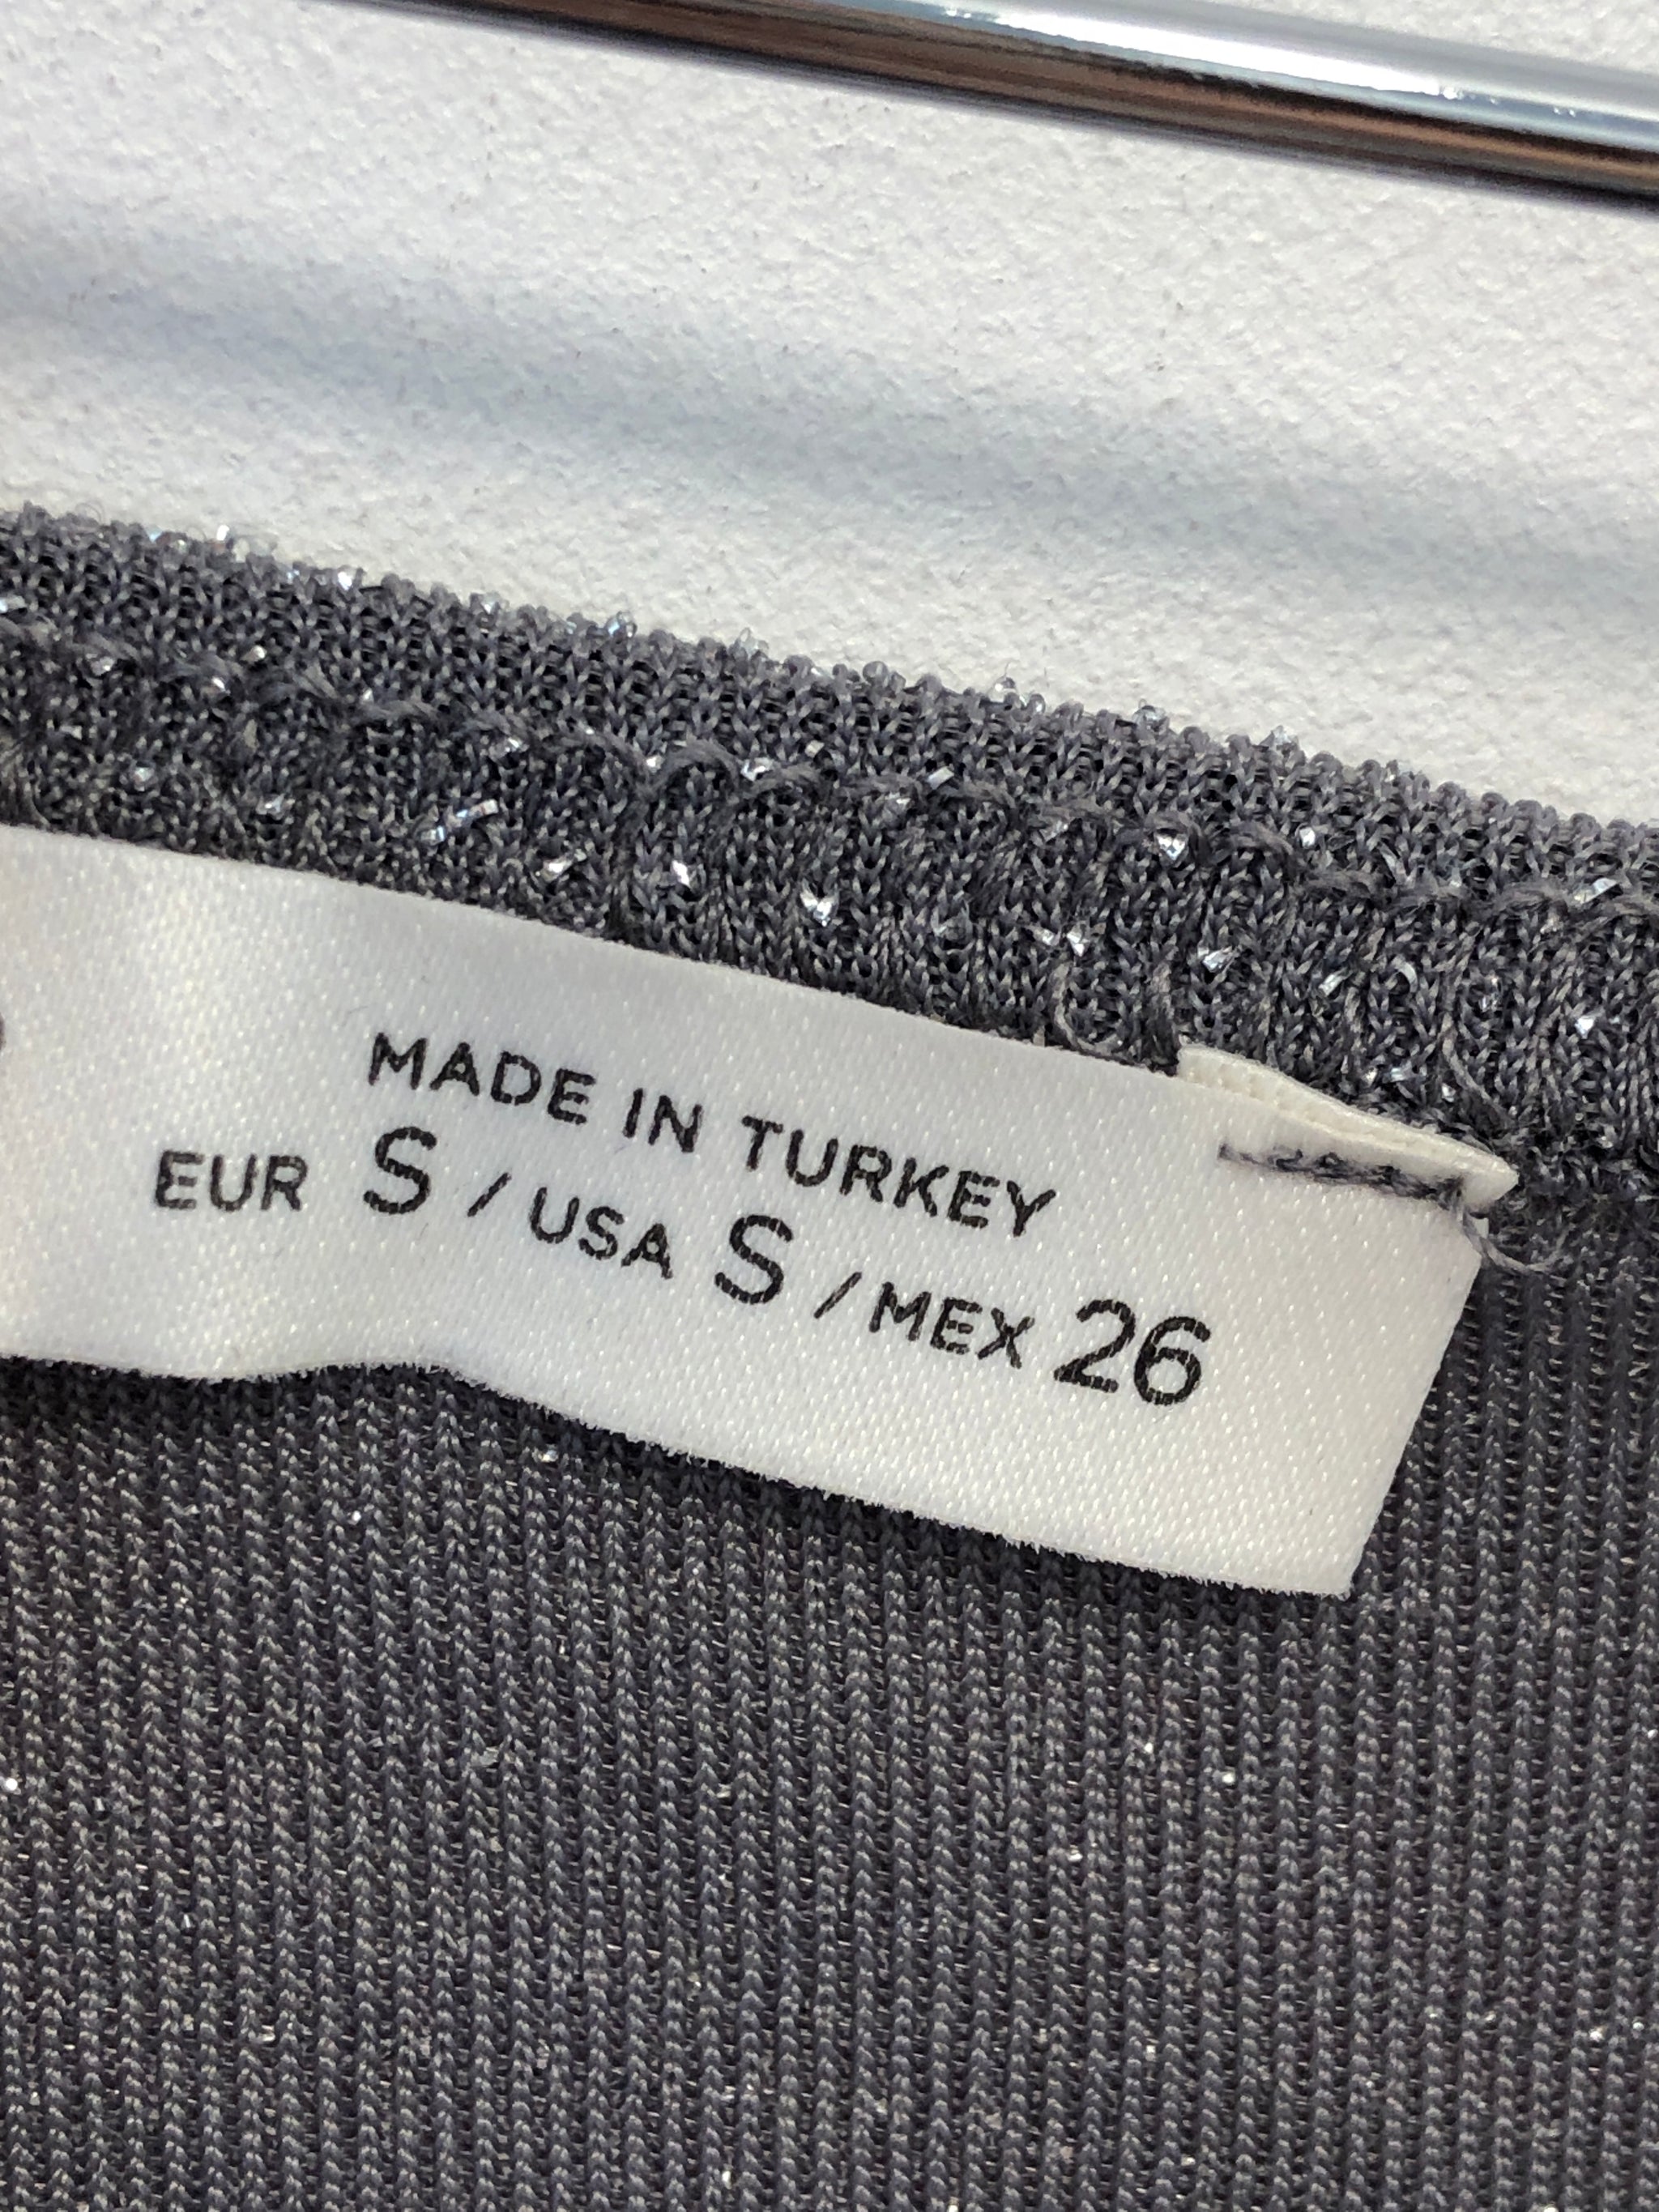 MADE IN TURKEY
EUR S / USA S / MEX 26